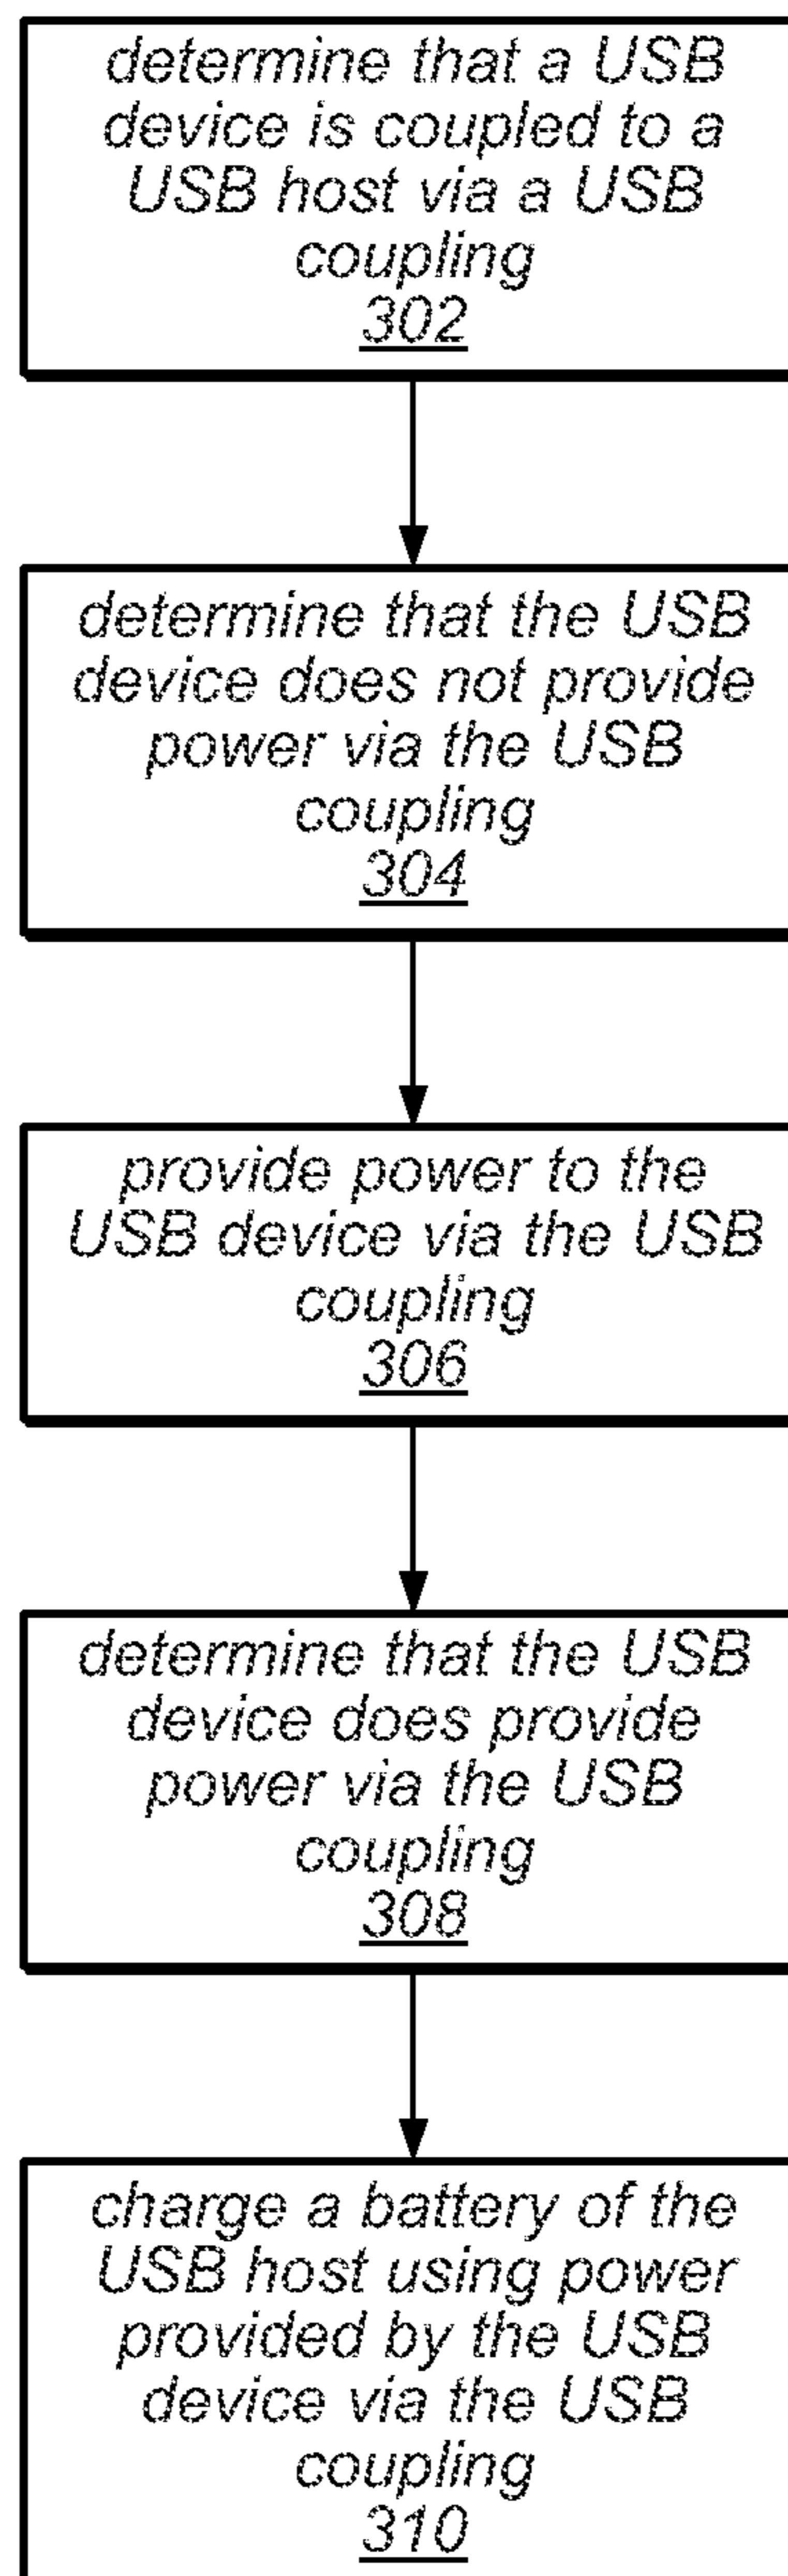 determine that a USB
device is coupled to a
USB host via a USB
coupling
302
determine that the USB
device does not provide
power via the USB
coupling
304
provide power to the
USB device via the USB
coupling
306
determine that the USB
device does provide
power via the USB
coupling
308
charge a battery of the
USB host using power
provided by the USB
device via the USB
coupling
310